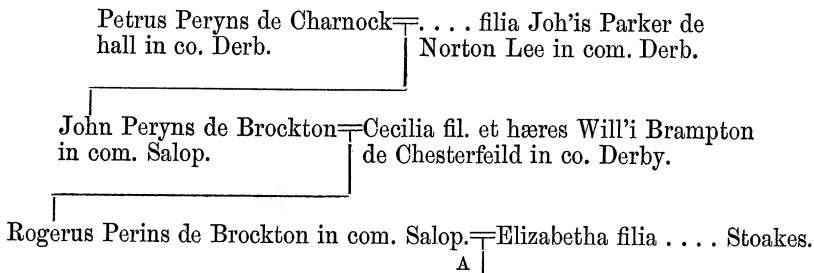 Petrus Peryns de Charnock=. . . . filia Joh'is Parker de
hall in co. Derb. Norton Lee in com. Derb.
John Peryns de Brockton=Cecilia fil. et hæres Will'i Brampton
in com. Salop. de Chesterfeild in co. Derby.
Rogerus Perins de Brockton in com. Salop.=Elizabetha filia . . . . Stoakes.
A